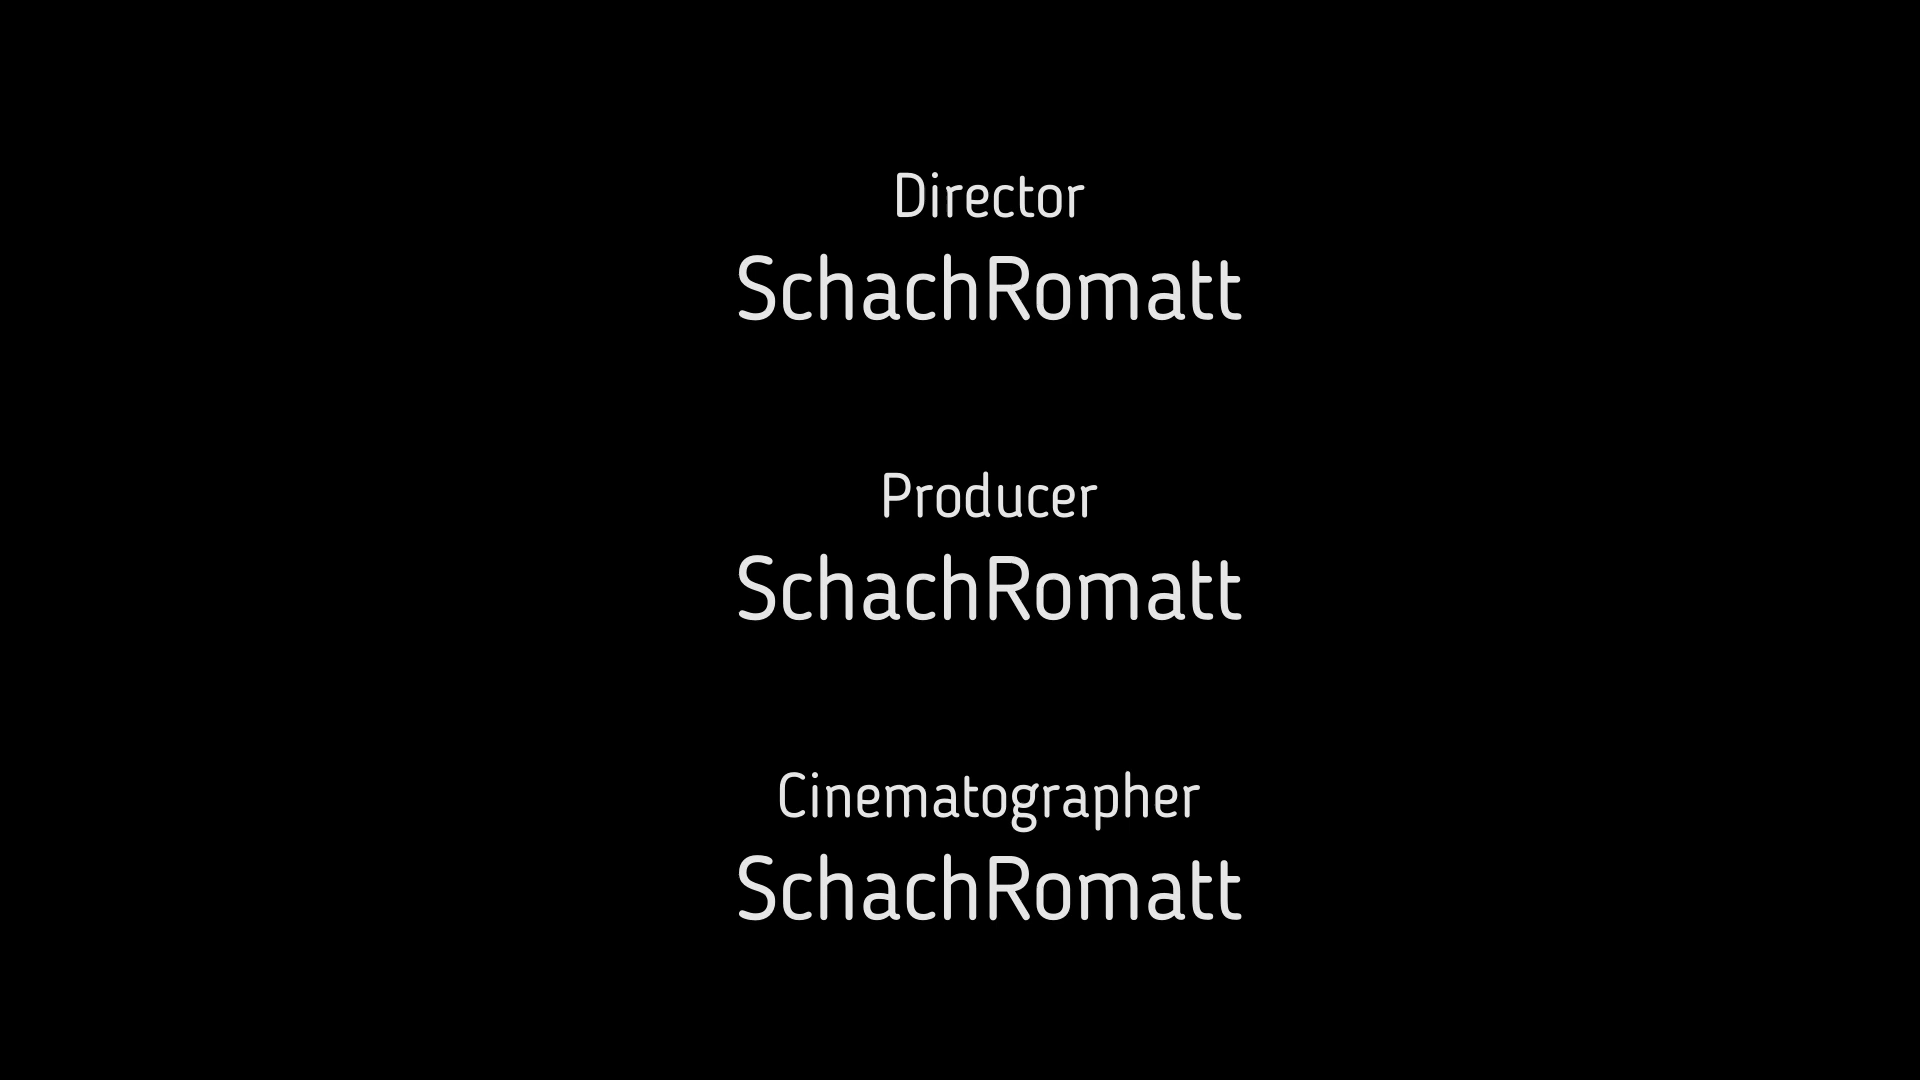 Director
SchachRomatt
Producer
SchachRomatt
Cinematographer
SchachRomatt